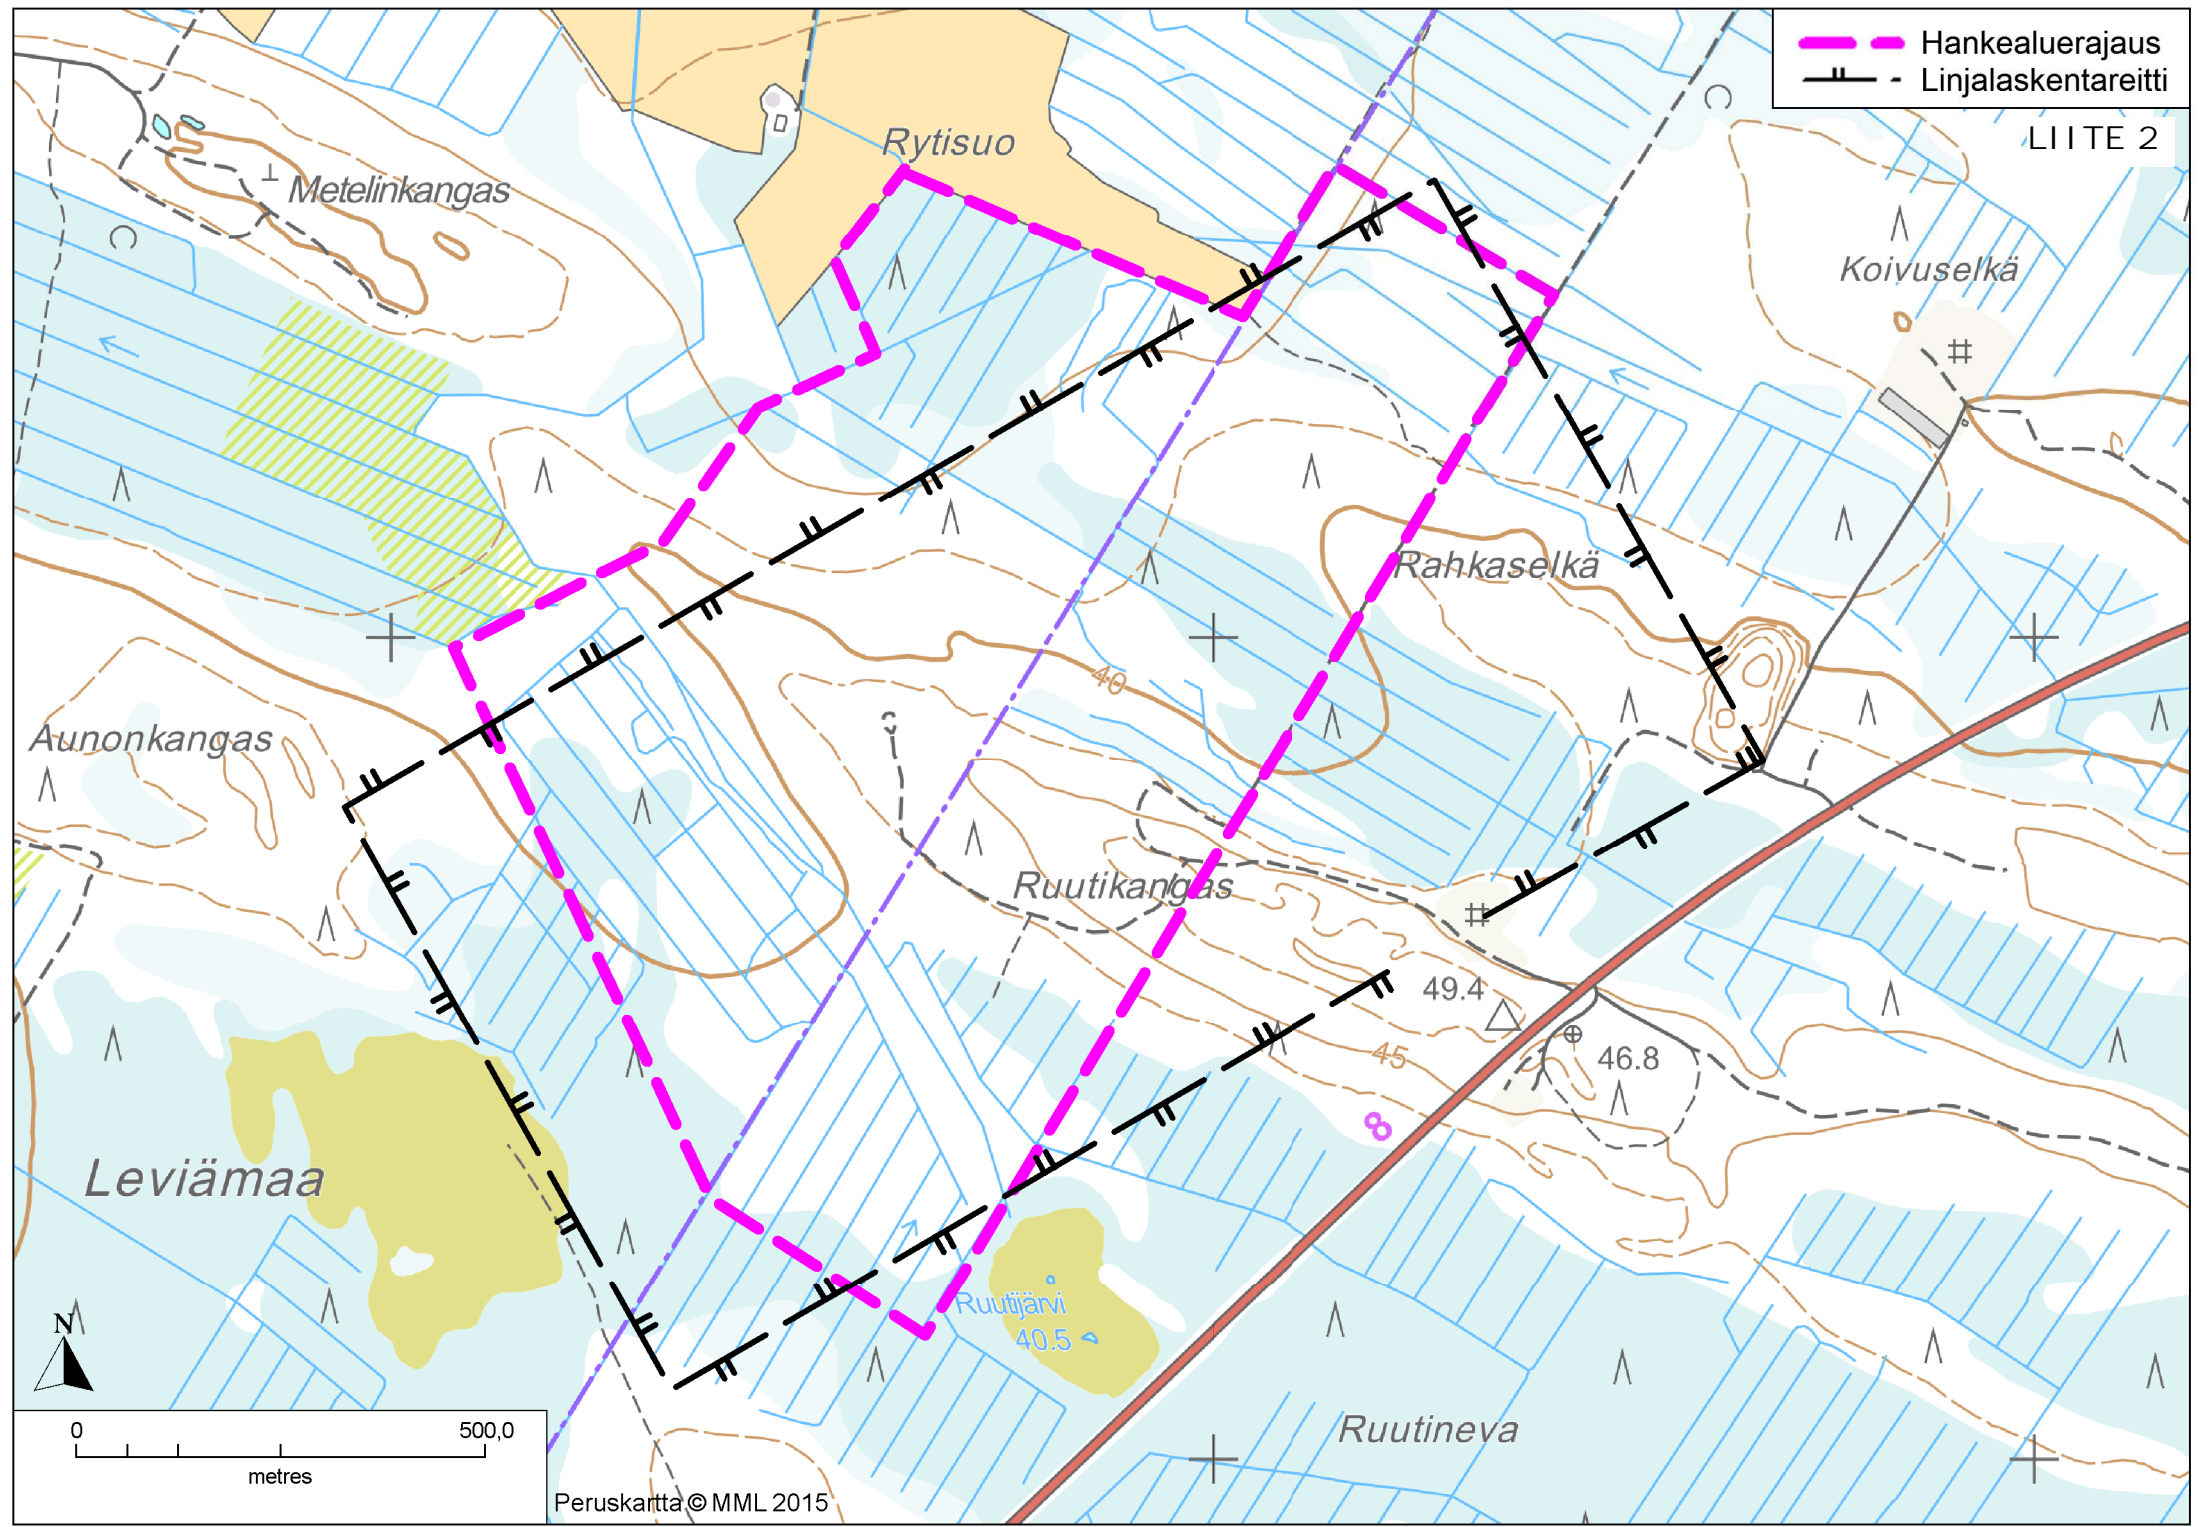 Hankealuerajaus
Linjalaskentareitti
LIITE 2
Rytisuo
Metelinkangas
Koivuselkä
Rahkaselkä
40
Aunonkangas
Ruutikangas
49.4
45
46.8
8
Leviämaa
Ruutijärvi
40.5
N
Ruutineva
0 500,0
metres
Peruskartta © MML 2015